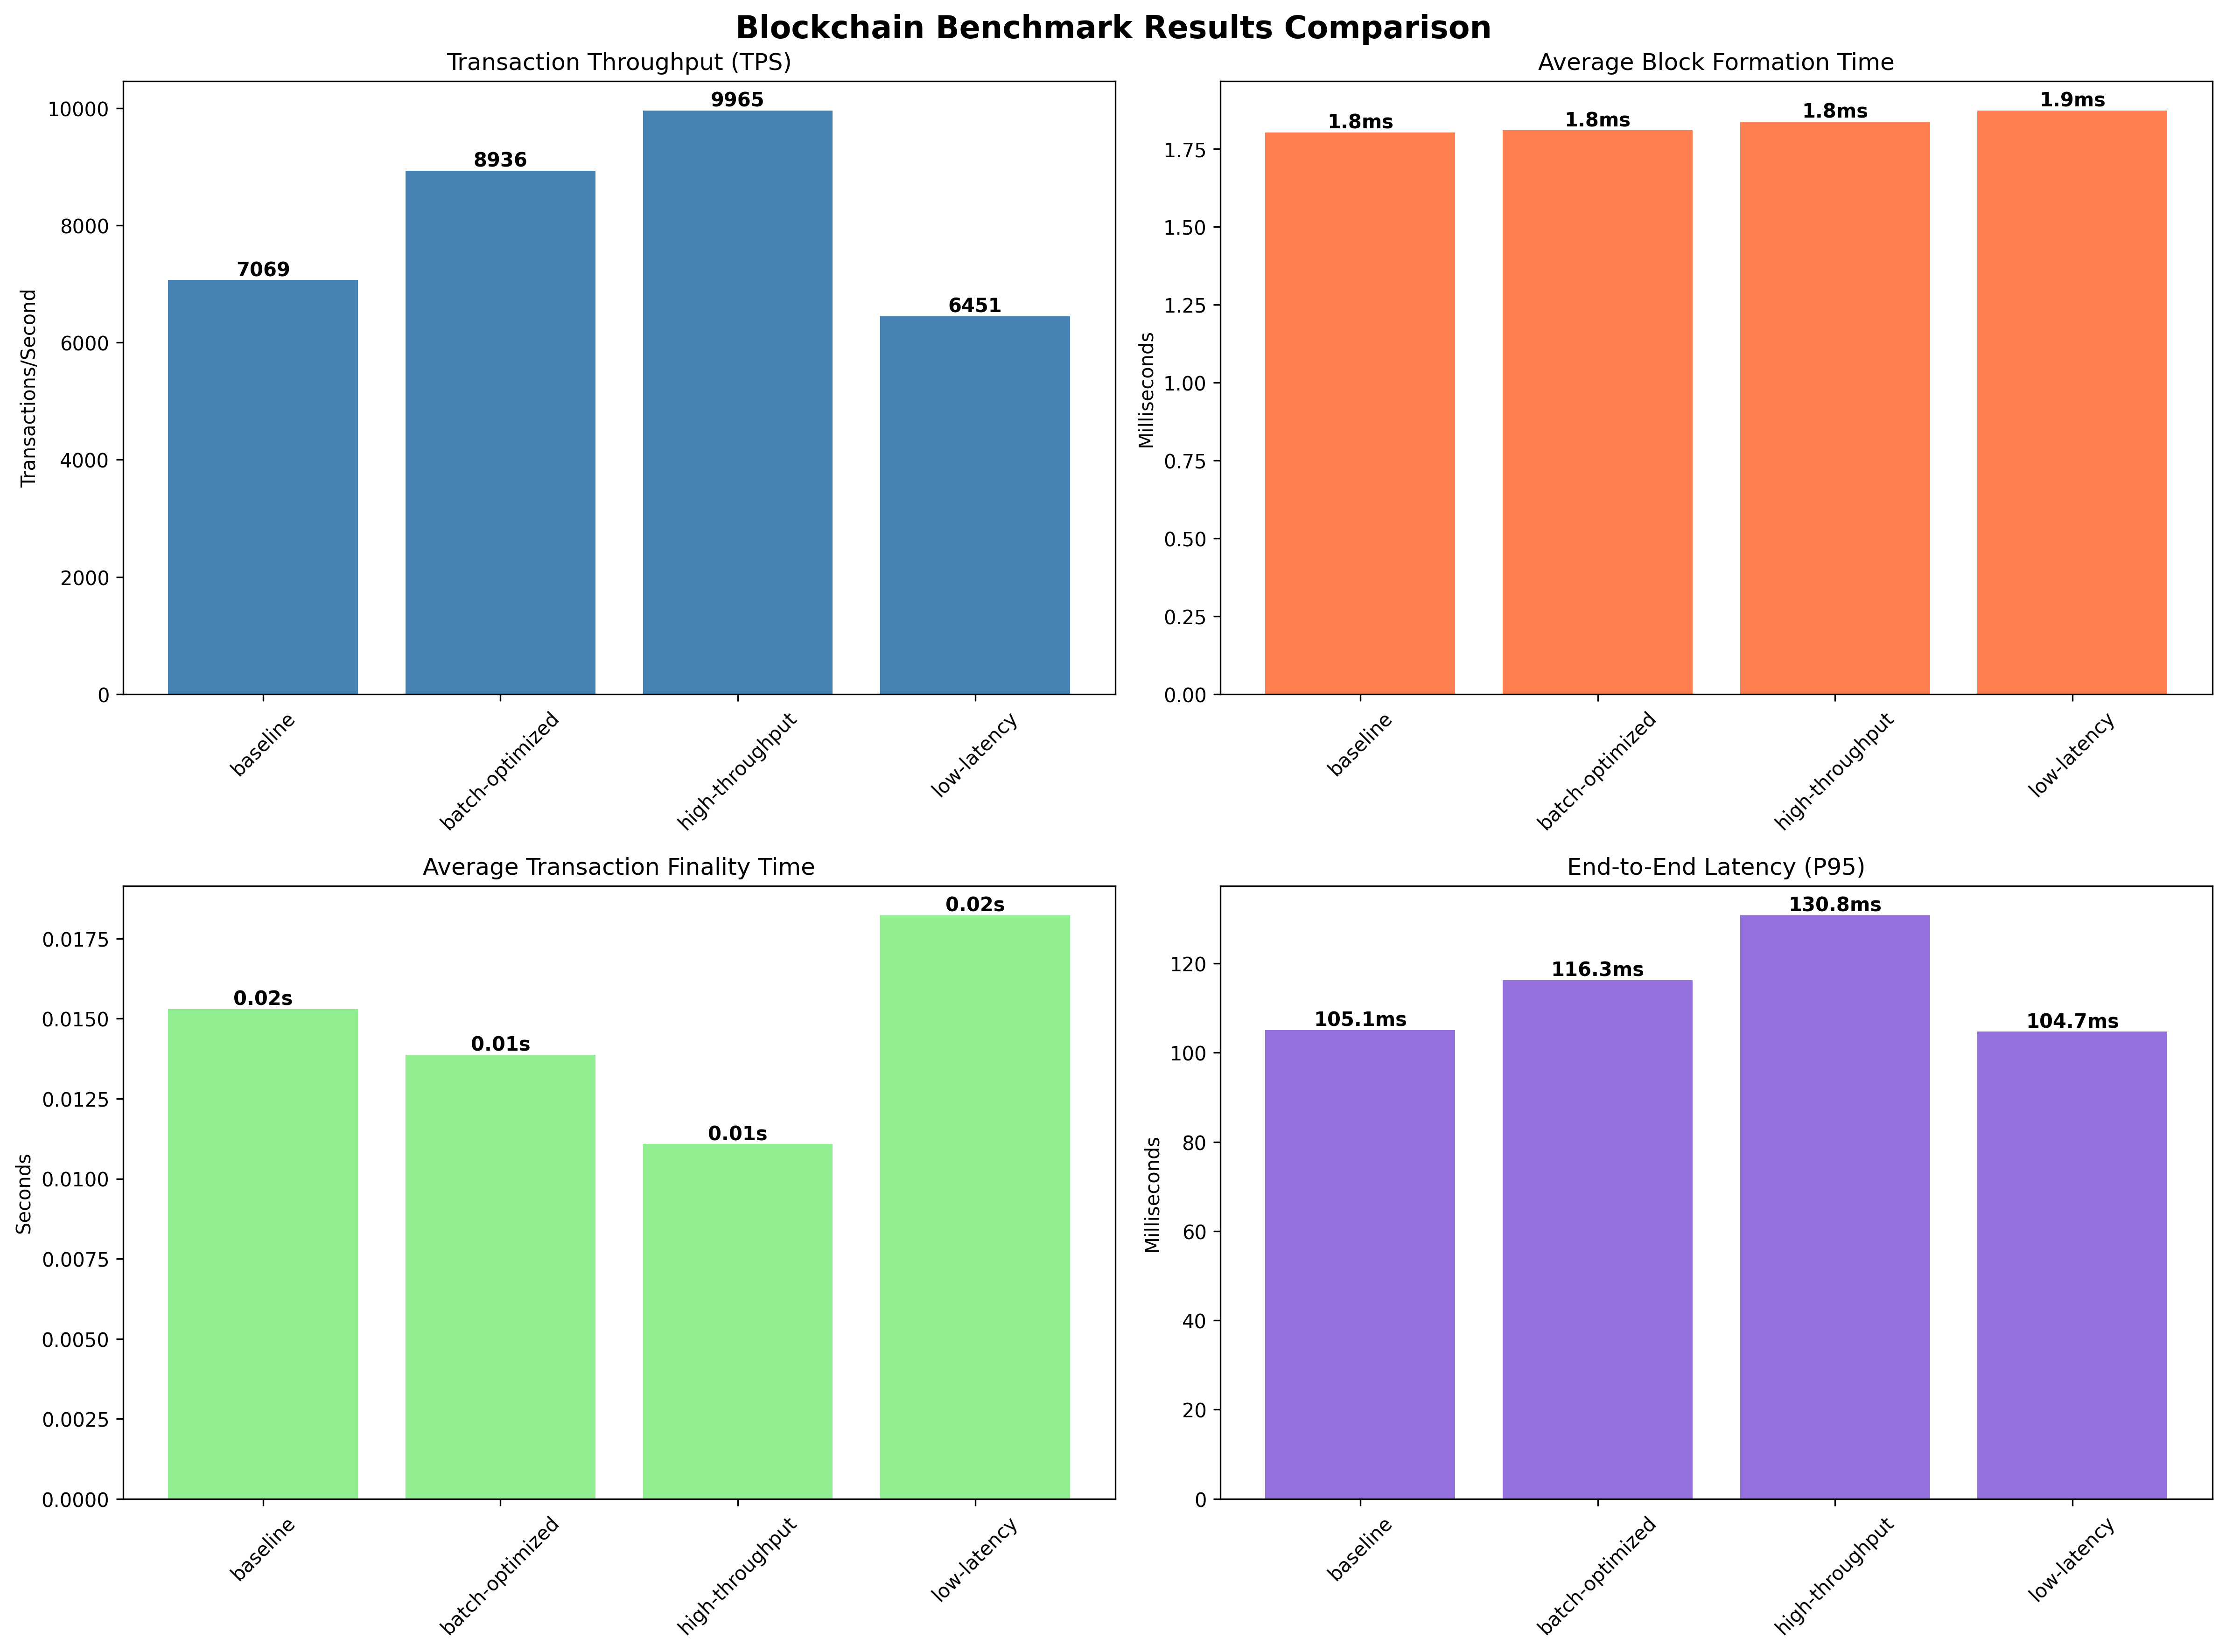 Blockchain Benchmark Results Comparison
Transaction Throughput (TPS)
Transactions/Second
10000
8000
6000
4000
2000
0
7069
8936
9965
6451
baseline
batch-optimized
high-throughput
low-latency
Average Block Formation Time
Milliseconds
1.75
1.50
1.25
1.00
0.75
0.50
0.25
0.00
1.8ms
1.8ms
1.8ms
1.9ms
baseline
batch-optimized
high-throughput
low-latency
Average Transaction Finality Time
Seconds
0.0175
0.0150
0.0125
0.0100
0.0075
0.0050
0.0025
0.0000
0.02s
0.01s
0.01s
0.02s
baseline
batch-optimized
high-throughput
low-latency
End-to-End Latency (P95)
Milliseconds
120
100
80
60
40
20
0
105.1ms
116.3ms
130.8ms
104.7ms
baseline
batch-optimized
high-throughput
low-latency